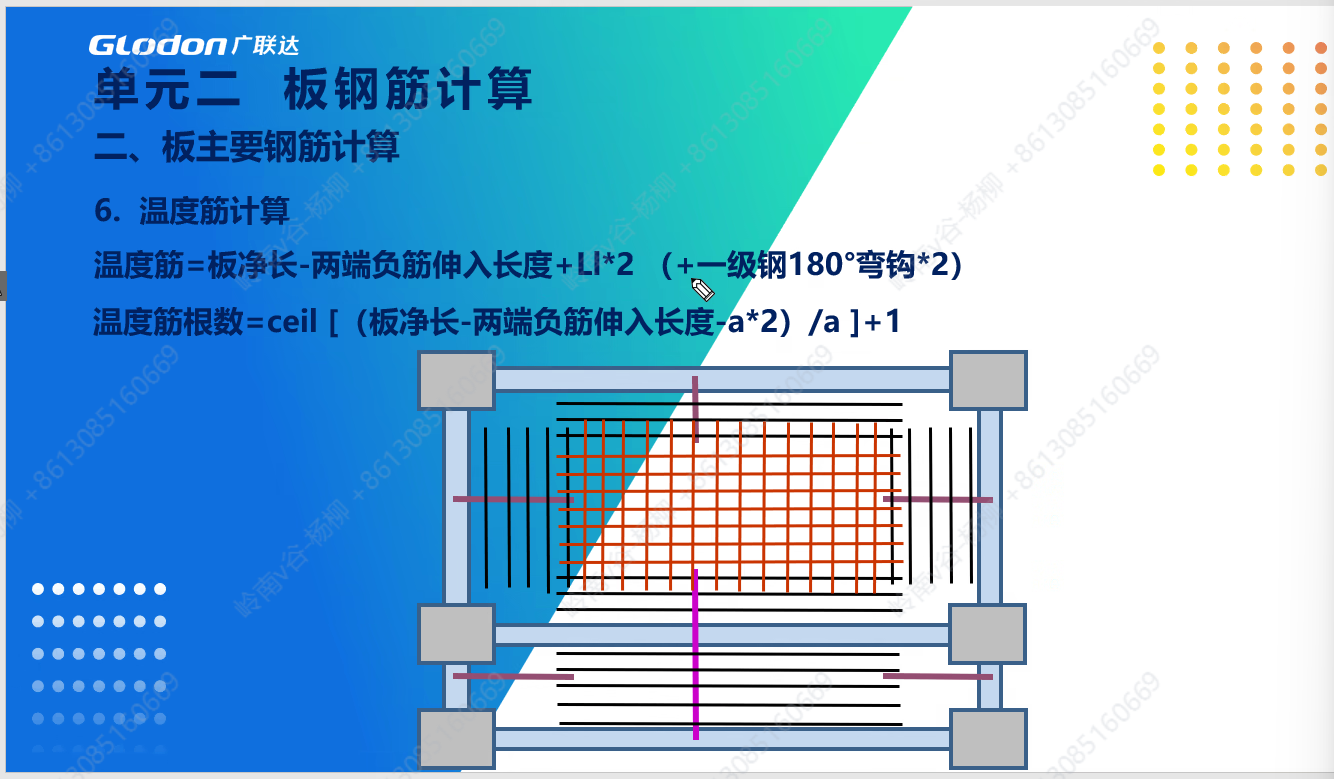 GLodon广联达
单元二 板钢筋计算
二、板主要钢筋计算
6. 温度筋计算
温度筋=板净长-两端负筋伸入长度+Ll*2 （+一级钢180°弯钩*2）
温度筋根数=ceil [（板净长-两端负筋伸入长度-a*2）/a ]+1
岭南v谷-杨柳 +8613085160669